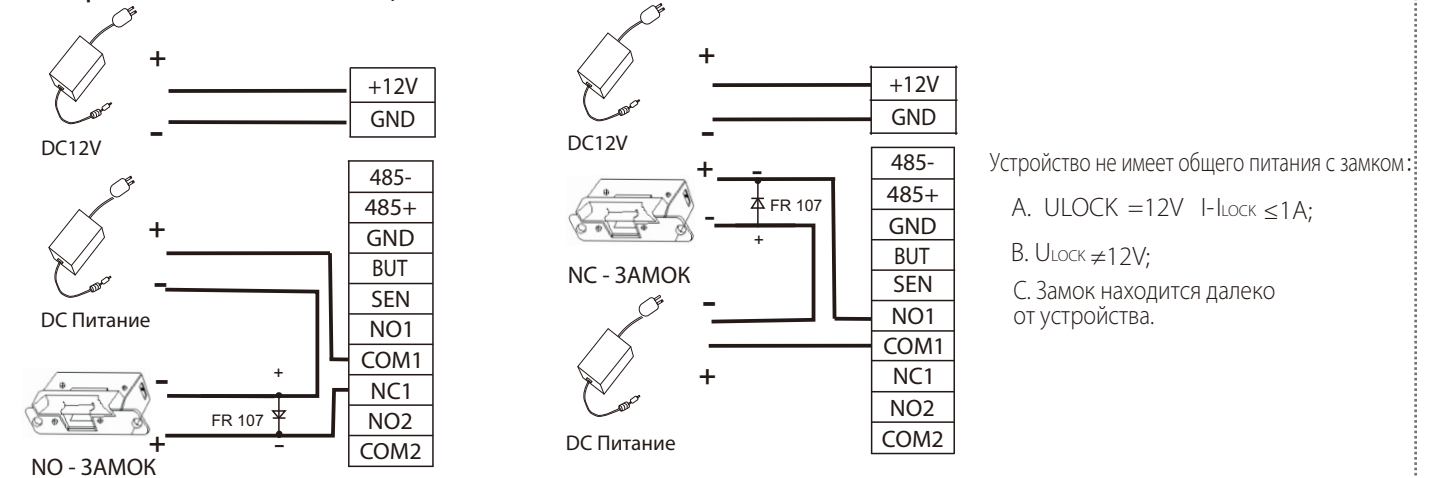 +
+12V
GND
-
DC12V
485-
485+
GND
BUT
SEN
NO1
COM1
NC1
NO2
COM2
+
-
DC Питание
-
+
FR 107
+
-
NO - ЗАМОК
+
+12V
GND
-
DC12V
485-
485+
GND
BUT
SEN
NO1
COM1
NC1
NO2
COM2
+
-
FR 107
-
+
NC - ЗАМОК
-
+
DC Питание
Устройство не имеет общего питания с замком:
A. ULOCK =12V I-ILOCK ≤1A;
B. ULOCK ≠12V;
C. Замок находится далеко
от устройства.